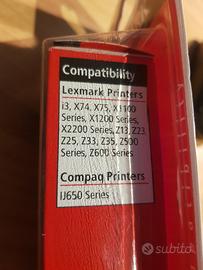 Compatibility
Lexmark Printers
i3, X74, X75, X1100
Series, X1200 Series,
X2200 Series, Z13, Z23,
Z25, Z33, Z35, Z500
Series, Z600 Series
Compaq Printers
IJ650 Series
subito